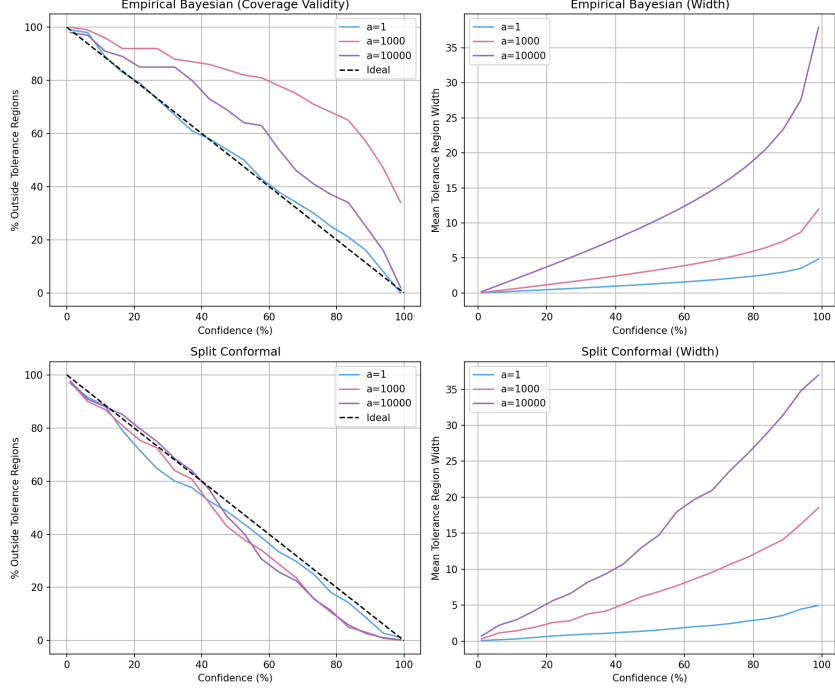 Empirical Bayesian (Coverage Validity)
% Outside Tolerance Regions
100
80
60
40
20
0
a=1
a=1000
a=10000
Ideal
0 20 40 60 80 100
Confidence (%)
Empirical Bayesian (Width)
Mean Tolerance Region Width
35
30
25
20
15
10
5
0
a=1
a=1000
a=10000
0 20 40 60 80 100
Confidence (%)
Split Conformal
% Outside Tolerance Regions
100
80
60
40
20
0
a=1
a=1000
a=10000
Ideal
0 20 40 60 80 100
Confidence (%)
Split Conformal (Width)
Mean Tolerance Region Width
35
30
25
20
15
10
5
0
a=1
a=1000
a=10000
0 20 40 60 80 100
Confidence (%)